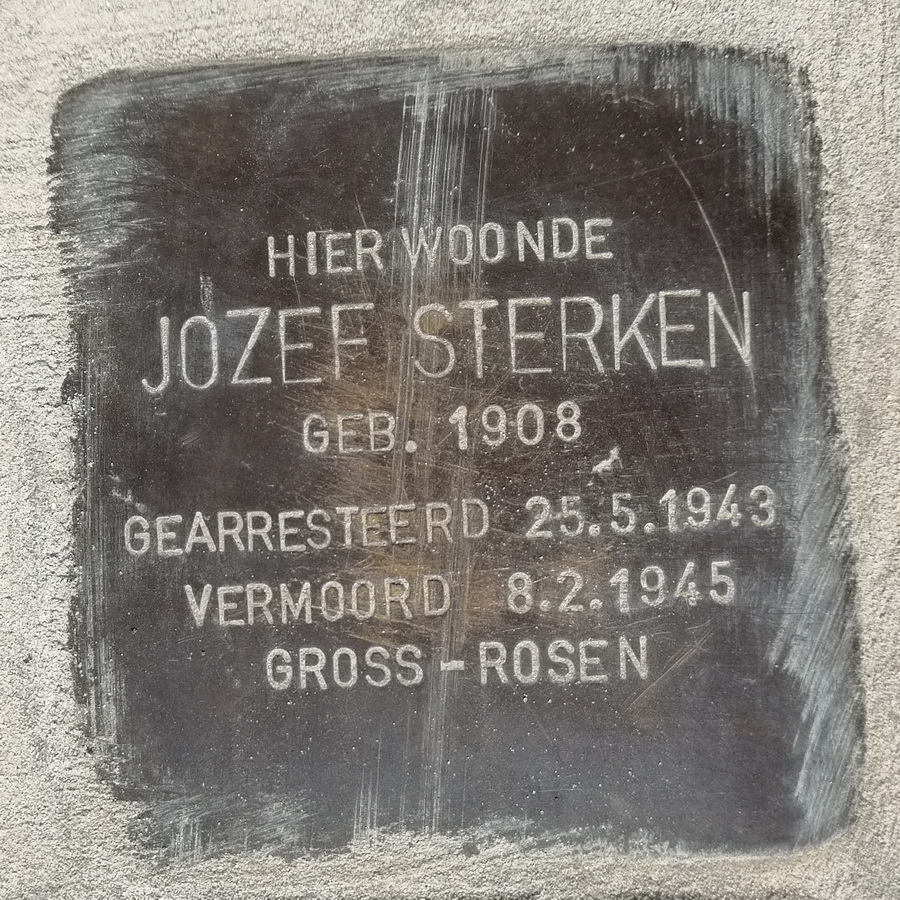 HIER WOONDE
JOZEF STERKEN
GEB. 1908
GEARRESTEERD 25.5.1943
VERMOORD 8.2.1945
GROSS-ROSEN